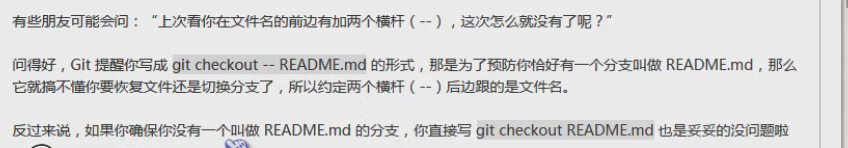 有些朋友可能会问：“上次看你在文件名的前边有加两个横杆（--），这次怎么就没有了呢？”
问得好，Git 提醒你写成 git checkout -- README.md 的形式，那是为了预防你恰好有一个分支叫做 README.md，那么
它就搞不懂你要恢复文件还是切换分支了，所以约定两个横杆（--）后边跟的是文件名。
反过来说，如果你确保你没有一个叫做 README.md 的分支，你直接写 git checkout README.md 也是妥妥的没问题啦